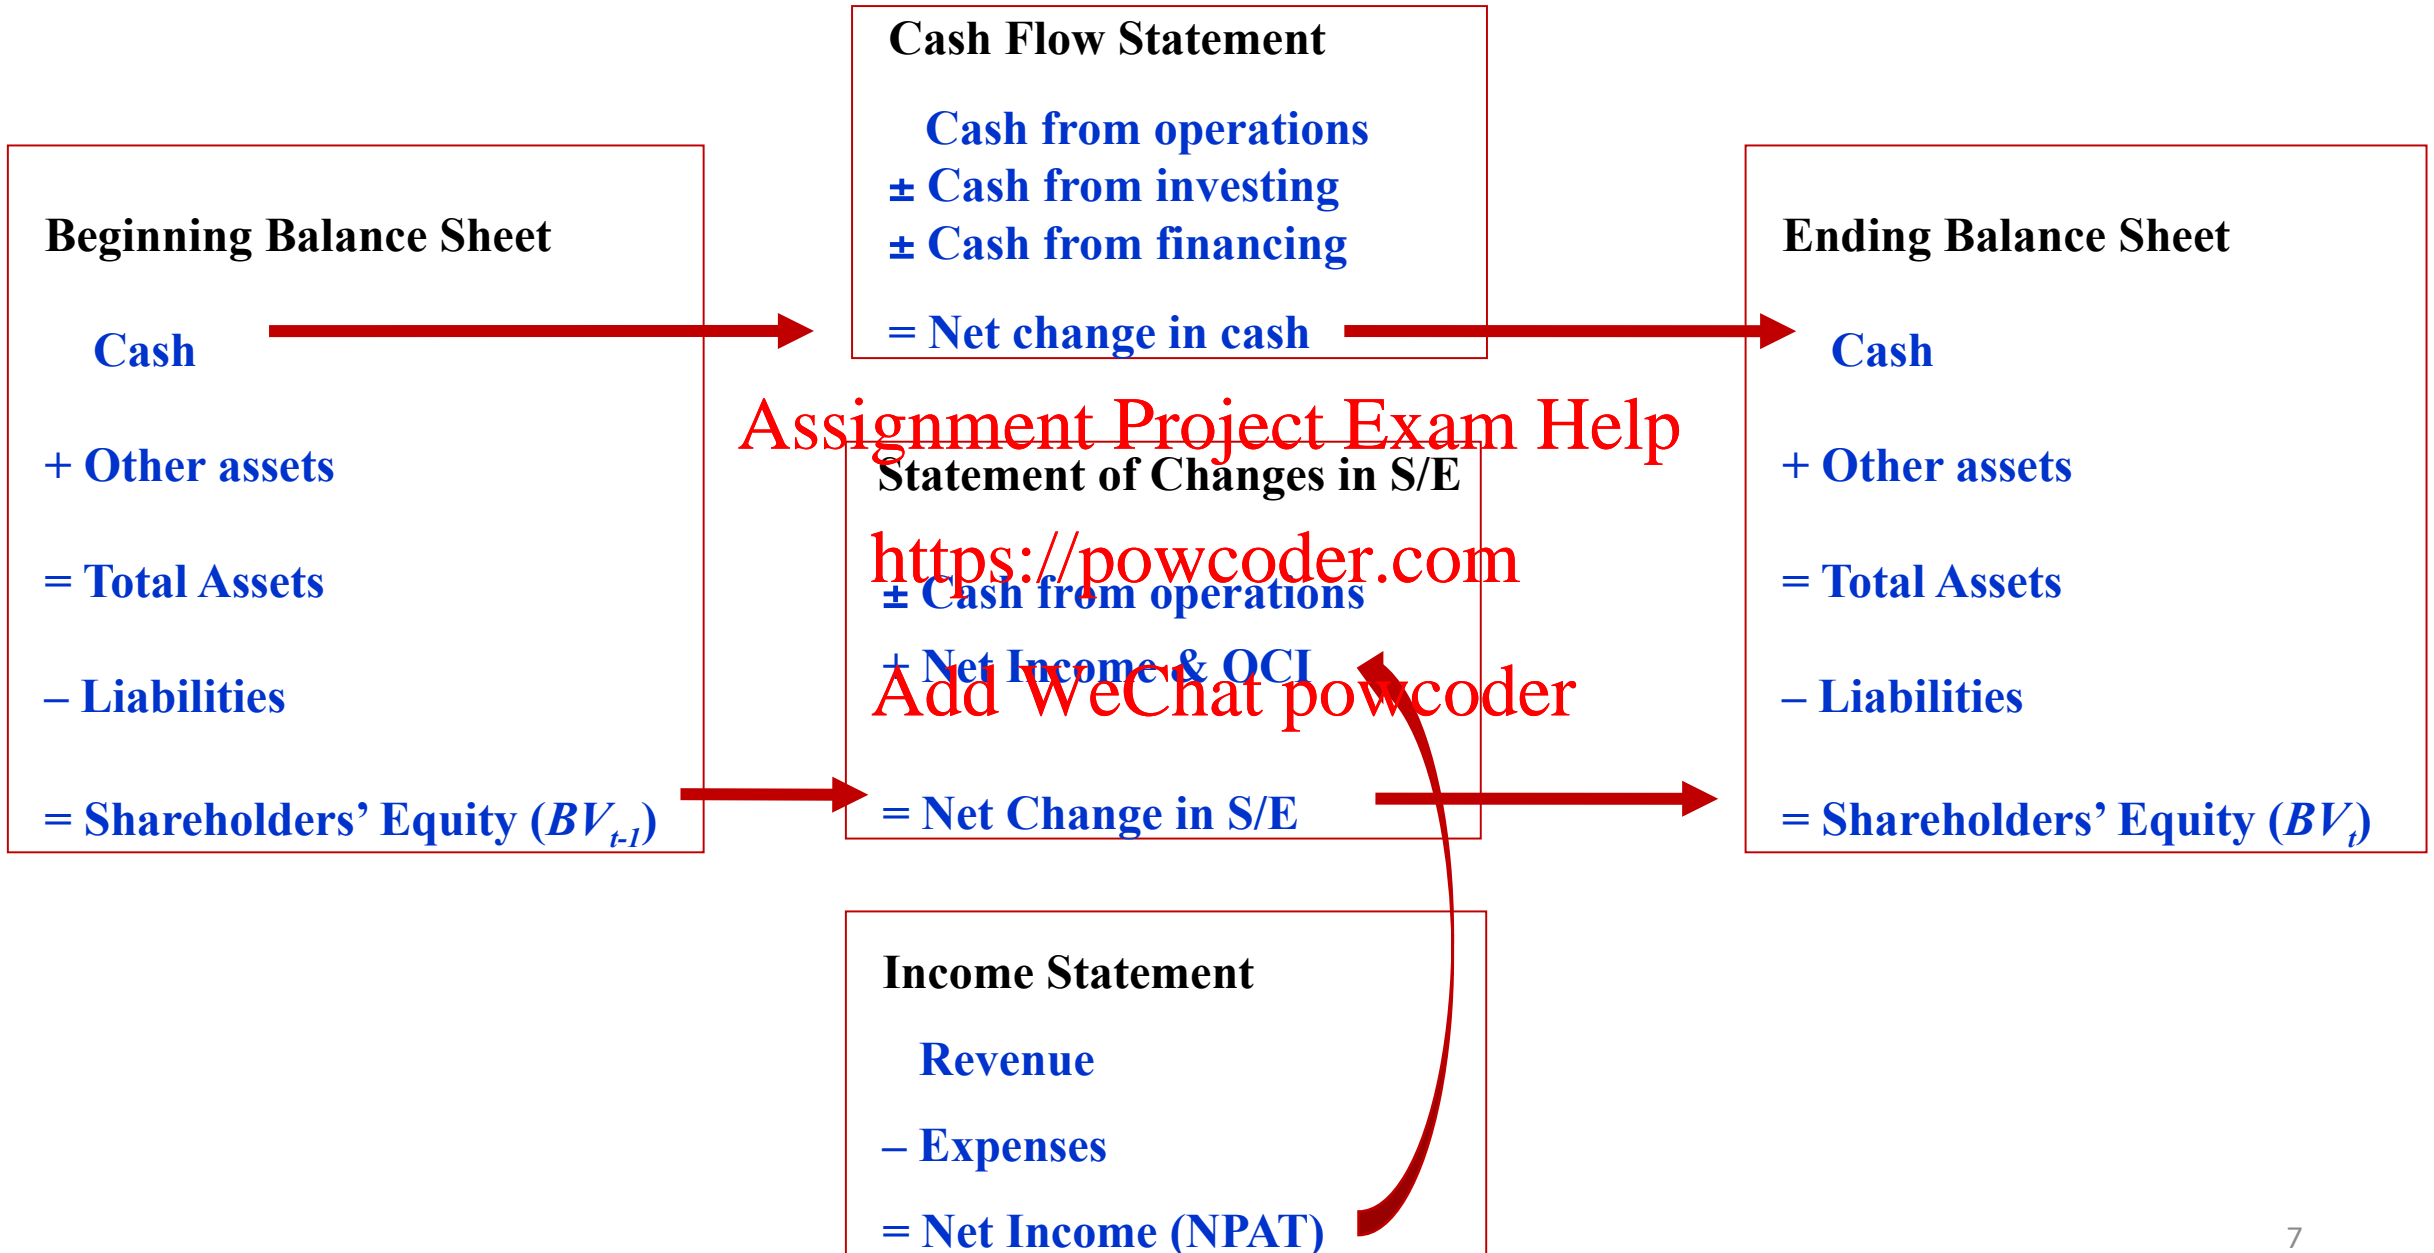 Cash Flow Statement
Cash from operations
± Cash from investing
± Cash from financing
= Net change in cash
Beginning Balance Sheet
Cash
+ Other assets
= Total Assets
– Liabilities
= Shareholders’ Equity (BVt-1)
Assignment Project Exam Help
Statement of Changes in S/E
https://powcoder.com
± Cash from operations
+ Net Income & OCI
Add WeChat powcoder
= Net Change in S/E
Ending Balance Sheet
Cash
+ Other assets
= Total Assets
– Liabilities
= Shareholders’ Equity (BVt)
Income Statement
Revenue
– Expenses
= Net Income (NPAT)
7